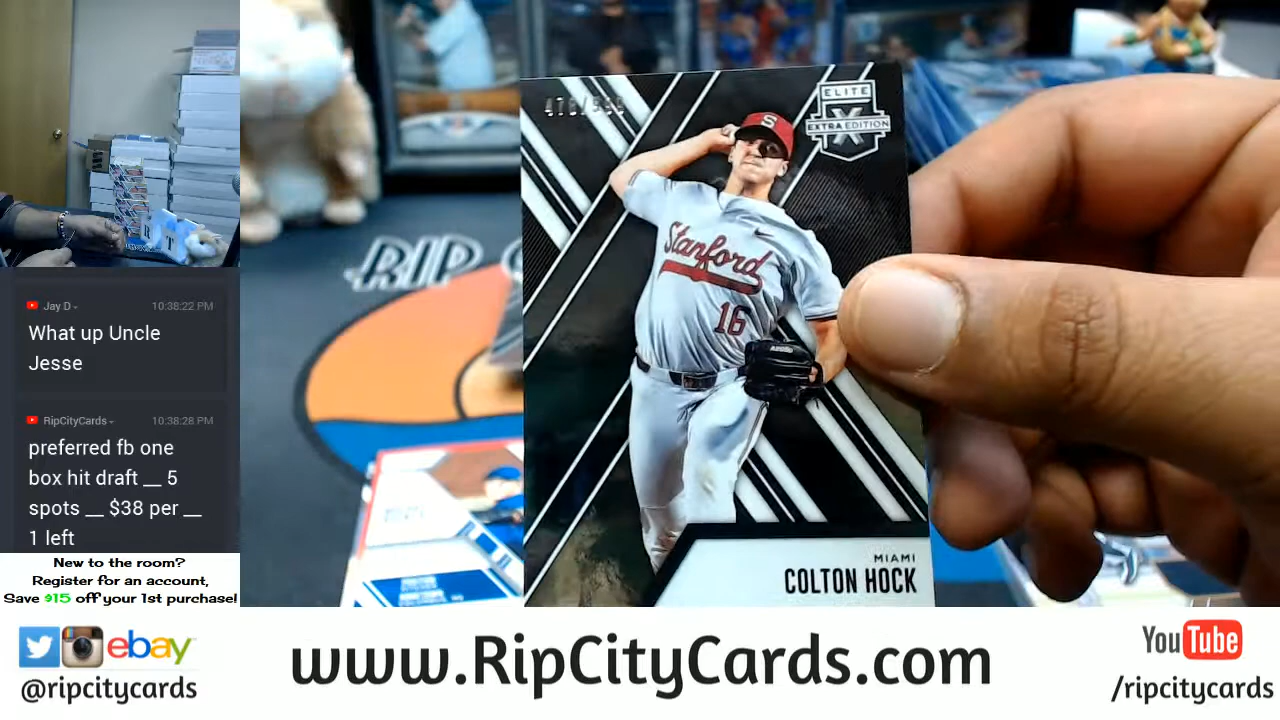 Jay D
10:38:22 PM
What up Uncle
Jesse
RipCityCards
10:38:28 PM
preferred fb one
box hit draft __ 5
spots __ $38 per __
1 left
New to the room?
Register for an account,
Save $15 off your 1st purchase!
RIP
ELITE
X
EXTRA EDITION
S
Stanford
16
MIAMI
COLTON HOCK
R
T
ebay
@ripcitycards
www.RipCityCards.com
YouTube
/ripcitycards